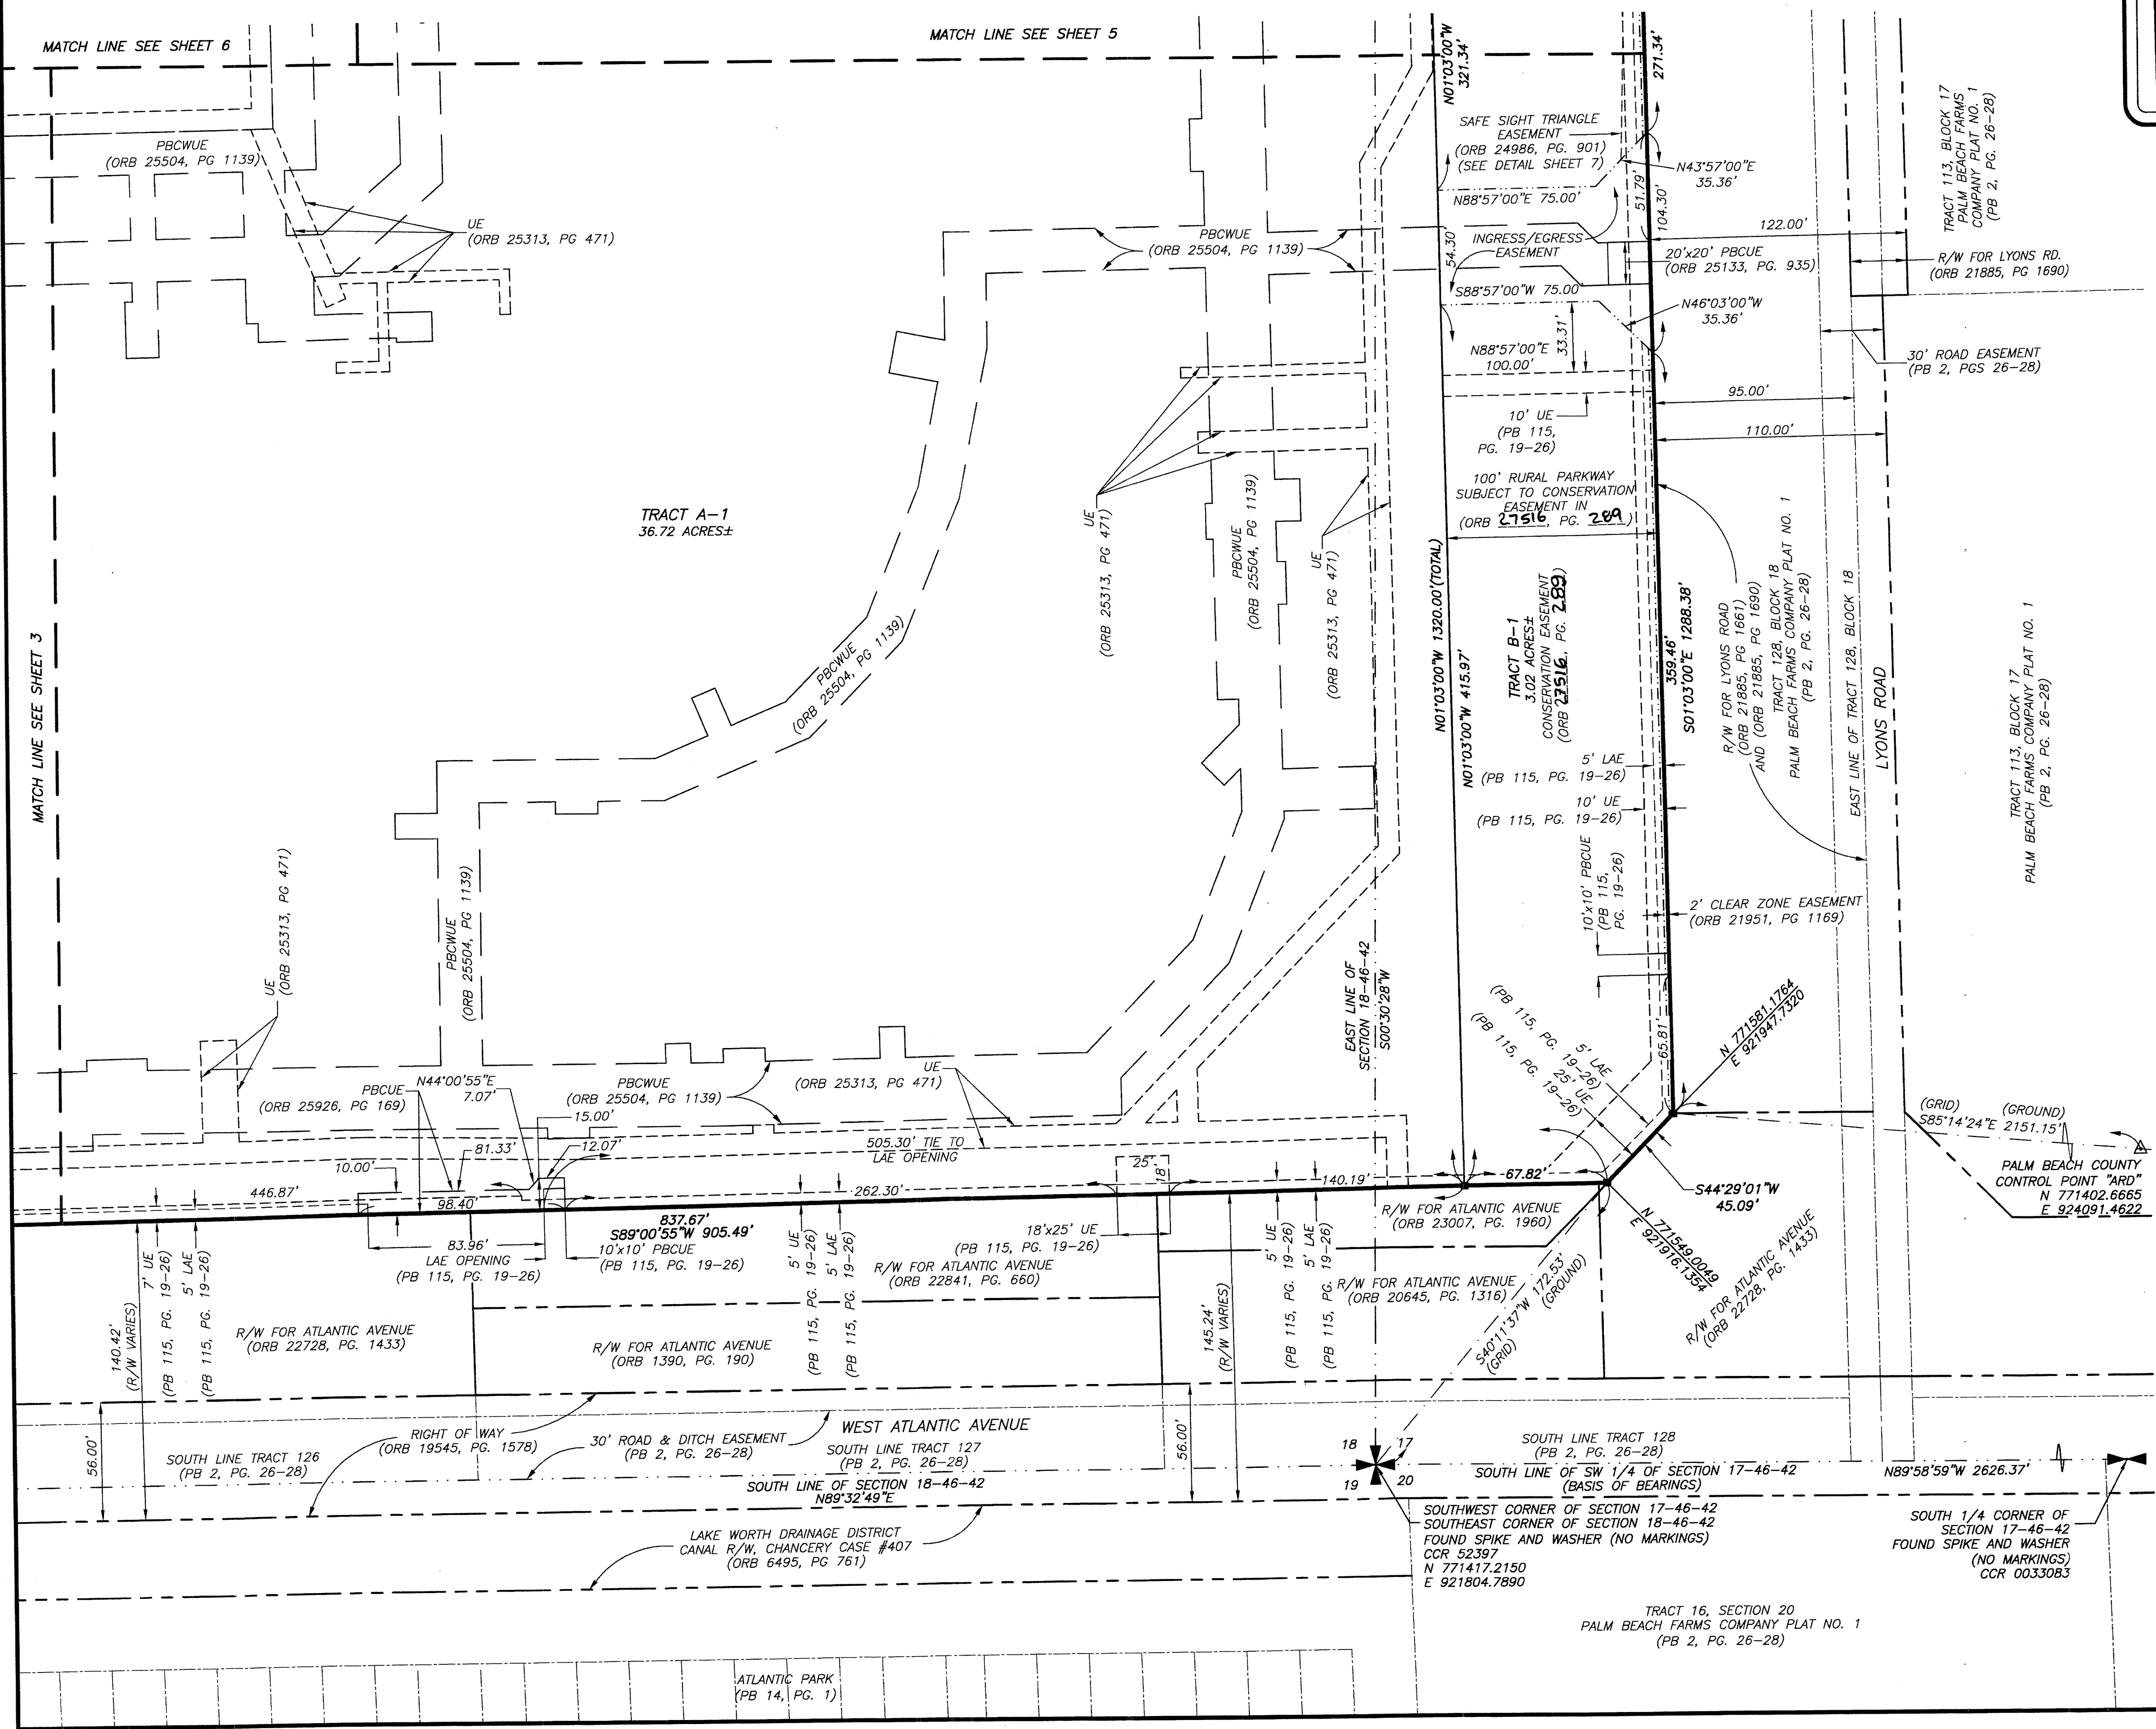 MATCH LINE SEE SHEET 6
MATCH LINE SEE SHEET 5
N01°03'00"W
321.34'
271.34'
TRACT 113, BLOCK 17
PALM BEACH FARMS
COMPANY PLAT NO. 1
(PB 2, PG. 26-28)
PBCWUE
(ORB 25504, PG 1139)
UE
(ORB 25313, PG 471)
PBCWUE
(ORB 25504, PG 1139)
SAFE SIGHT TRIANGLE
EASEMENT
(ORB 24986, PG. 901)
(SEE DETAIL SHEET 7)
N43°57'00"E
35.36'
N88°57'00"E 75.00'
51.79'
104.30'
122.00'
54.30'
INGRESS/EGRESS
EASEMENT
20'x20' PBCUE
(ORB 25133, PG. 935)
R/W FOR LYONS RD.
(ORB 21885, PG 1690)
S88°57'00"W 75.00'
N46°03'00"W
35.36'
33.31'
N88°57'00"E
100.00'
30' ROAD EASEMENT
(PB 2, PGS 26-28)
95.00'
10' UE
(PB 115,
PG. 19-26)
110.00'
100' RURAL PARKWAY
SUBJECT TO CONSERVATION
EASEMENT IN
(ORB 27516, PG. 289)
TRACT A-1
36.72 ACRES±
UE
(ORB 25313, PG 471)
PBCWUE
(ORB 25504, PG 1139)
UE
(ORB 25313, PG 471)
N01°03'00"W 1320.00'(TOTAL)
N01°03'00"W 415.97'
TRACT B-1
3.02 ACRES±
CONSERVATION EASEMENT
(ORB 27516, PG. 289)
359.46'
S01°03'00"E 1288.38'
R/W FOR LYONS ROAD
(ORB 21885, PG 1661)
AND (ORB 21885, PG 1690)
TRACT 128, BLOCK 18
PALM BEACH FARMS COMPANY PLAT NO. 1
(PB 2, PG. 26-28)
EAST LINE OF TRACT 128, BLOCK 18
LYONS ROAD
TRACT 113, BLOCK 17
PALM BEACH FARMS COMPANY PLAT NO. 1
(PB 2, PG. 26-28)
MATCH LINE SEE SHEET 3
PBCWUE
(ORB 25504, PG 1139)
5' LAE
(PB 115, PG. 19-26)
10' UE
(PB 115, PG. 19-26)
10'x10' PBCUE
(PB 115,
PG. 19-26)
2' CLEAR ZONE EASEMENT
(ORB 21951, PG 1169)
UE
(ORB 25313, PG 471)
PBCWUE
(ORB 25504, PG 1139)
EAST LINE OF
SECTION 18-46-42
S00°30'28"W
5' LAE
(PB 115, PG. 19-26)
25' UE
(PB 115, PG. 19-26)
65.81'
N 771581.1764
E 921947.7320
PBCUE
(ORB 25926, PG 169)
N44°00'55"E
7.07'
PBCWUE
(ORB 25504, PG 1139)
UE
(ORB 25313, PG 471)
15.00'
12.07'
81.33'
10.00'
505.30' TIE TO
LAE OPENING
25'
18'
446.87'
98.40'
262.30'
140.19'
67.82'
(GRID)
(GROUND)
S85°14'24"E 2151.15'
PALM BEACH COUNTY
CONTROL POINT "ARD"
N 771402.6665
E 924091.4622
S44°29'01"W
45.09'
N 771549.0049
E 921916.1354
837.67'
S89°00'55"W 905.49'
83.96'
LAE OPENING
(PB 115, PG. 19-26)
10'x10' PBCUE
(PB 115, PG. 19-26)
18'x25' UE
(PB 115, PG. 19-26)
R/W FOR ATLANTIC AVENUE
(ORB 23007, PG. 1960)
R/W FOR ATLANTIC AVENUE
(ORB 22841, PG. 660)
R/W FOR ATLANTIC AVENUE
(ORB 20645, PG. 1316)
R/W FOR ATLANTIC AVENUE
(ORB 22728, PG. 1433)
140.42'
(R/W VARIES)
7' UE
(PB 115, PG. 19-26)
5' LAE
(PB 115, PG. 19-26)
R/W FOR ATLANTIC AVENUE
(ORB 22728, PG. 1433)
R/W FOR ATLANTIC AVENUE
(ORB 1390, PG. 190)
5' UE
(PB 115, PG. 19-26)
5' LAE
(PB 115, PG. 19-26)
145.24'
(R/W VARIES)
5' UE
(PB 115, PG. 19-26)
5' LAE
(PB 115, PG. 19-26)
S40°11'37"W 172.53'
(GRID)
(GROUND)
56.00'
RIGHT OF WAY
(ORB 19545, PG. 1578)
SOUTH LINE TRACT 126
(PB 2, PG. 26-28)
30' ROAD & DITCH EASEMENT
(PB 2, PG. 26-28)
WEST ATLANTIC AVENUE
SOUTH LINE TRACT 127
(PB 2, PG. 26-28)
56.00'
SOUTH LINE OF SECTION 18-46-42
N89°32'49"E
18
17
19
20
SOUTH LINE TRACT 128
(PB 2, PG. 26-28)
SOUTH LINE OF SW 1/4 OF SECTION 17-46-42
(BASIS OF BEARINGS)
N89°58'59"W 2626.37'
LAKE WORTH DRAINAGE DISTRICT
CANAL R/W, CHANCERY CASE #407
(ORB 6495, PG 761)
SOUTHWEST CORNER OF SECTION 17-46-42
SOUTHEAST CORNER OF SECTION 18-46-42
FOUND SPIKE AND WASHER (NO MARKINGS)
CCR 52397
N 771417.2150
E 921804.7890
SOUTH 1/4 CORNER OF
SECTION 17-46-42
FOUND SPIKE AND WASHER
(NO MARKINGS)
CCR 0033083
TRACT 16, SECTION 20
PALM BEACH FARMS COMPANY PLAT NO. 1
(PB 2, PG. 26-28)
ATLANTIC PARK
(PB 14, PG. 1)